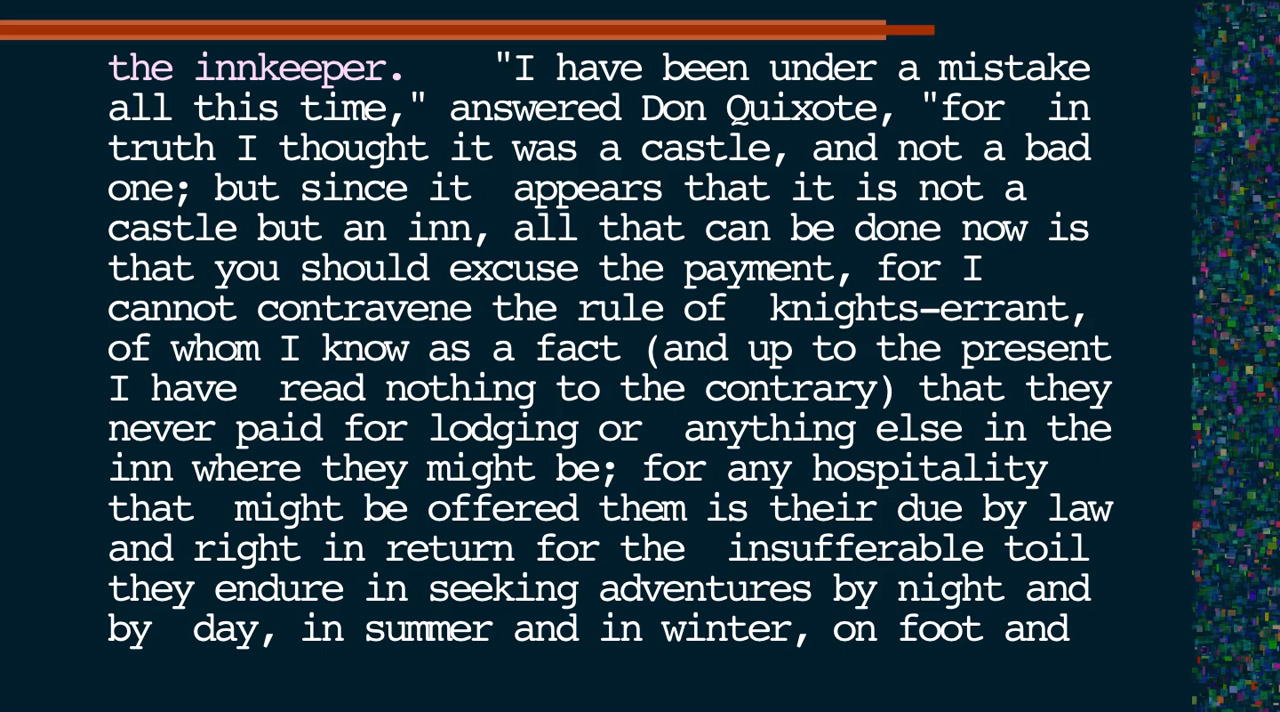 the innkeeper.    "I have been under a mistake
all this time," answered Don Quixote, "for  in
truth I thought it was a castle, and not a bad
one; but since it  appears that it is not a
castle but an inn, all that can be done now is
that you should excuse the payment, for I
cannot contravene the rule of  knights-errant,
of whom I know as a fact (and up to the present
I have  read nothing to the contrary) that they
never paid for lodging or  anything else in the
inn where they might be; for any hospitality
that  might be offered them is their due by law
and right in return for the  insufferable toil
they endure in seeking adventures by night and
by  day, in summer and in winter, on foot and